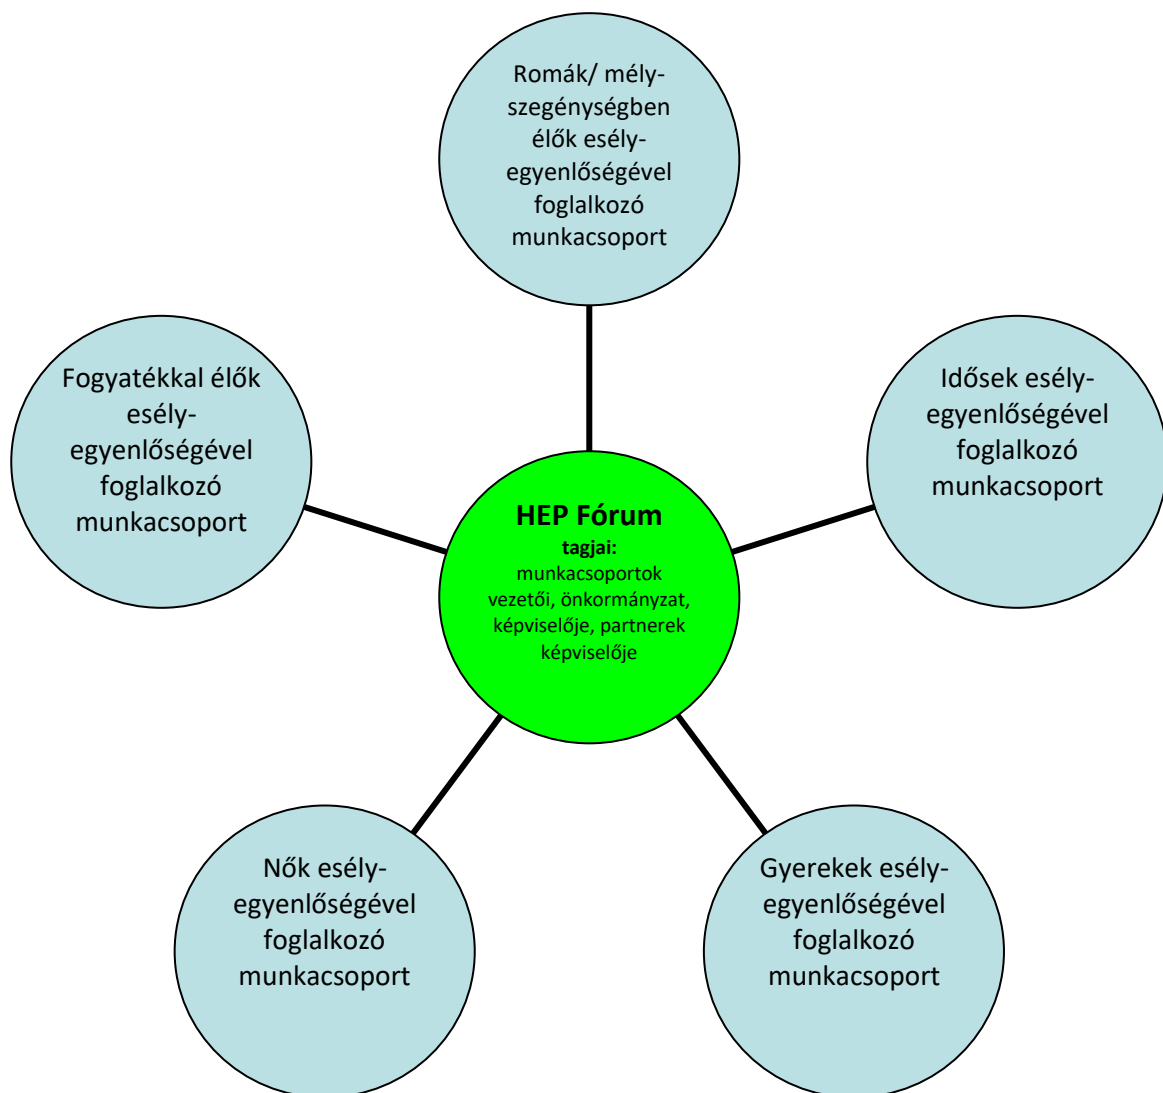 Romák/ mély-
szegénységben
élők esély-
egyenlőségével
foglalkozó
munkacsoport
Fogyatékkal élők
esély-
egyenlőségével
foglalkozó
munkacsoport
Idősek esély-
egyenlőségével
foglalkozó
munkacsoport
HEP Fórum
tagjai:
munkacsoportok
vezetői, önkormányzat,
képviselője, partnerek
képviselője
Nők esély-
egyenlőségével
foglalkozó
munkacsoport
Gyerekek esély-
egyenlőségével
foglalkozó
munkacsoport